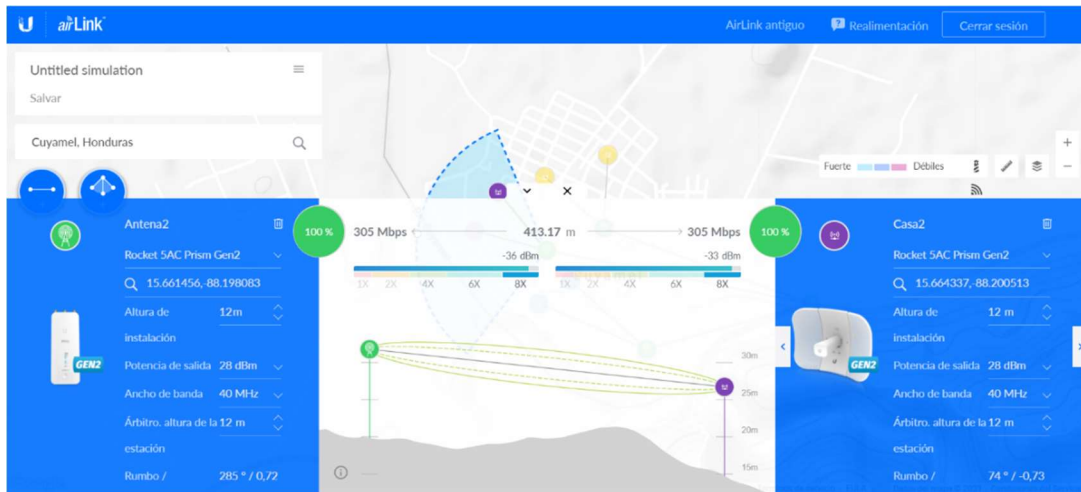 airLink
AirLink antiguo
Realimentación
Cerrar sesión
Untitled simulation
Salvar
Cuyamel, Honduras
Fuerte
Débiles
Antena2
Rocket 5AC Prism Gen2
15.661456,-88.198083
Altura de instalación
12m
GEN2
Potencia de salida
28 dBm
Ancho de banda
40 MHz
Árbitro. altura de la estación
12 m
Rumbo /
285 ° / 0,72
100 %
305 Mbps
413.17 m
305 Mbps
100 %
-36 dBm
-33 dBm
1X 2X 4X 6X 8X
1X 2X 4X 6X 8X
30m
25m
20m
15m
Casa2
Rocket 5AC Prism Gen2
15.664337,-88.200513
Altura de instalación
12 m
GEN2
Potencia de salida
28 dBm
Ancho de banda
40 MHz
Árbitro. altura de la estación
12 m
Rumbo /
74 ° / -0,73